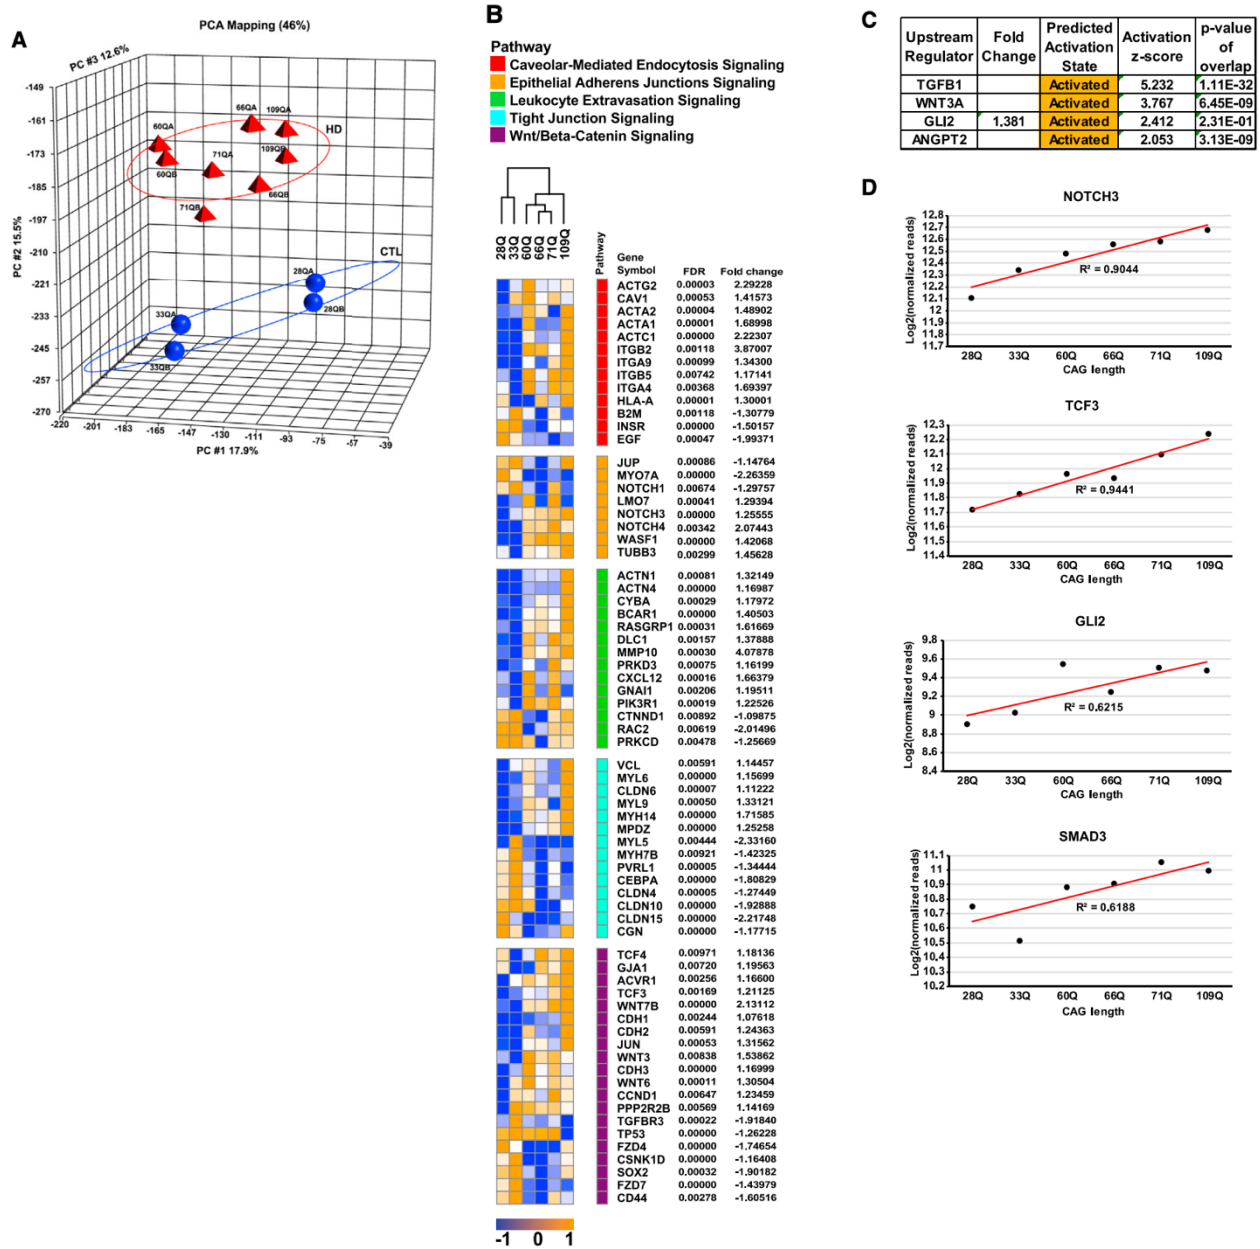 A
PCA Mapping (46%)
PC #3 12.6%
-149
-161
-173
-185
-197
-210
-221
-233
-245
-257
-270
PC #2 15.5%
-220
-201
-183
-165
-147
-130
-111
-93
-75
-57
-39
PC #1 17.9%
66QA
109QA
HD
60QA
71QA
109QB
60QB
66QB
71QB
CTL
28QA
28QB
33QA
33QB
B
Pathway
Caveolar-Mediated Endocytosis Signaling
Epithelial Adherens Junctions Signaling
Leukocyte Extravasation Signaling
Tight Junction Signaling
Wnt/Beta-Catenin Signaling
28Q 33Q 60Q 66Q 71Q 109Q Pathway
Gene Symbol FDR Fold change
ACTG2 0.00003 2.29228
CAV1 0.00053 1.41573
ACTA2 0.00004 1.48902
ACTA1 0.00001 1.68998
ACTC1 0.00000 2.22307
ITGB2 0.00118 3.87007
ITGA9 0.00099 1.34300
ITGB5 0.00742 1.17141
ITGA4 0.00368 1.69397
HLA-A 0.00001 1.30001
B2M 0.00118 -1.30779
INSR 0.00000 -1.50157
EGF 0.00047 -1.99371
JUP 0.00086 -1.14764
MYO7A 0.00000 -2.26359
NOTCH1 0.00674 -1.29757
LMO7 0.00041 1.29394
NOTCH3 0.00000 1.25555
NOTCH4 0.00342 2.07443
WASF1 0.00000 1.42068
TUBB3 0.00299 1.45628
ACTN1 0.00081 1.32149
ACTN4 0.00000 1.16987
CYBA 0.00029 1.17972
BCAR1 0.00000 1.40503
RASGRP1 0.00031 1.61669
DLC1 0.00157 1.37888
MMP10 0.00030 4.07878
PRKD3 0.00075 1.16199
CXCL12 0.00016 1.66379
GNAI1 0.00206 1.19511
PIK3R1 0.00019 1.22526
CTNND1 0.00892 -1.09875
RAC2 0.00619 -2.01496
PRKCD 0.00478 -1.25669
VCL 0.00591 1.14457
MYL6 0.00000 1.15699
CLDN6 0.00007 1.11222
MYL9 0.00050 1.33121
MYH14 0.00000 1.71585
MPDZ 0.00000 1.25258
MYL5 0.00444 -2.33160
MYH7B 0.00921 -1.42325
PVRL1 0.00005 -1.34444
CEBPA 0.00000 -1.80829
CLDN4 0.00005 -1.27449
CLDN10 0.00000 -1.92888
CLDN15 0.00000 -2.21748
CGN 0.00000 -1.17715
TCF4 0.00971 1.18136
GJA1 0.00720 1.19563
ACVR1 0.00256 1.16600
TCF3 0.00169 1.21125
WNT7B 0.00000 2.13112
CDH1 0.00244 1.07618
CDH2 0.00591 1.24363
JUN 0.00053 1.31562
WNT3 0.00838 1.53862
CDH3 0.00000 1.16999
WNT6 0.00011 1.30504
CCND1 0.00647 1.23459
PPP2R2B 0.00569 1.14169
TGFBR3 0.00022 -1.91840
TP53 0.00000 -1.26228
FZD4 0.00000 -1.74654
CSNK1D 0.00000 -1.16408
SOX2 0.00032 -1.90182
FZD7 0.00000 -1.43979
CD44 0.00278 -1.60516
-1 0 1
C
Upstream Regulator Fold Change Predicted Activation State Activation z-score p-value of overlap
TGFB1 Activated 5.232 1.11E-32
WNT3A Activated 3.767 6.45E-09
GLI2 1.381 Activated 2.412 2.31E-01
ANGPT2 Activated 2.053 3.13E-09
D
NOTCH3
Log2(normalized reads)
12.8
12.7
12.6
12.5
12.4
12.3
12.2
12.1
12
11.9
11.8
11.7
R² = 0.9044
28Q 33Q 60Q 66Q 71Q 109Q
CAG length
TCF3
Log2(normalized reads)
12.3
12.2
12.1
12
11.9
11.8
11.7
11.6
11.5
11.4
R² = 0.9441
28Q 33Q 60Q 66Q 71Q 109Q
CAG length
GLI2
Log2(normalized reads)
9.8
9.6
9.4
9.2
9
8.8
8.6
8.4
R² = 0.6215
28Q 33Q 60Q 66Q 71Q 109Q
CAG length
SMAD3
Log2(normalized reads)
11.1
11
10.9
10.8
10.7
10.6
10.5
10.4
10.3
10.2
R² = 0.6188
28Q 33Q 60Q 66Q 71Q 109Q
CAG length